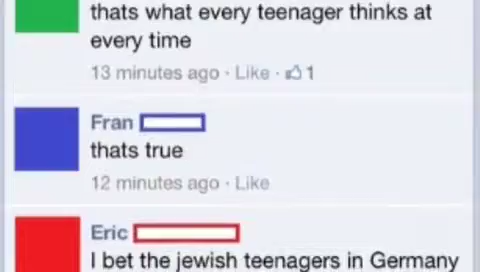 thats what every teenager thinks at
every time
13 minutes ago · Like · 1
Fran
thats true
12 minutes ago · Like
Eric
I bet the jewish teenagers in Germany